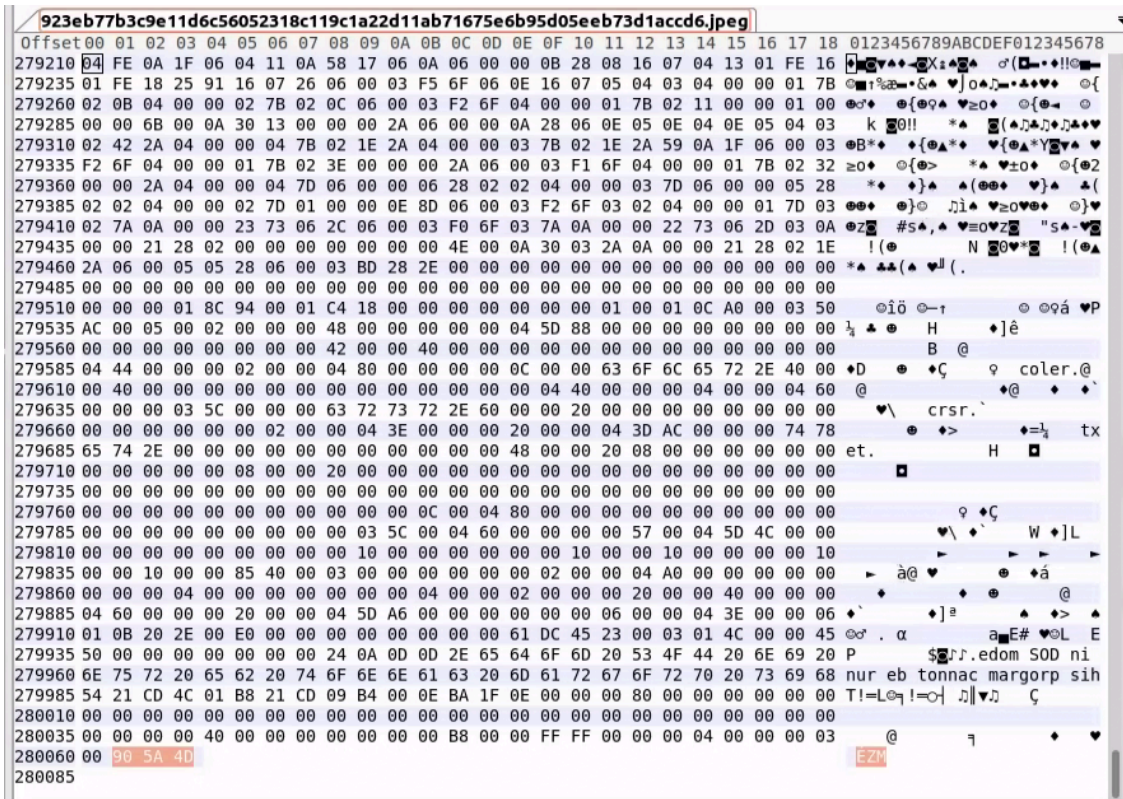 923eb77b3c9e11d6c56052318c119c1a22d11ab71675e6b95d05eeb73d1accd6.jpeg
Offset 00 01 02 03 04 05 06 07 08 09 0A 0B 0C 0D 0E 0F 10 11 12 13 14 15 16 17 18 0123456789ABCDEF012345678
279210 04 FE 0A 1F 06 04 11 0A 58 17 06 0A 06 00 00 0B 28 08 16 07 04 13 01 FE 16
279235 01 FE 18 25 91 16 07 26 06 00 03 F5 6F 06 0E 16 07 05 04 03 04 00 00 01 7B
279260 02 0B 04 00 00 02 7B 02 0C 06 00 03 F2 6F 04 00 00 01 7B 02 11 00 00 01 00
279285 00 00 6B 00 0A 30 13 00 00 00 2A 06 00 00 0A 28 06 0E 05 0E 04 0E 05 04 03
279310 02 42 2A 04 00 00 04 7B 02 1E 2A 04 00 00 03 7B 02 1E 2A 59 0A 1F 06 00 03
279335 F2 6F 04 00 00 01 7B 02 3E 00 00 00 2A 06 00 03 F1 6F 04 00 00 01 7B 02 32
279360 00 00 2A 04 00 00 04 7D 06 00 00 06 28 02 02 04 00 00 03 7D 06 00 00 05 28
279385 02 02 04 00 00 02 7D 01 00 00 0E 8D 06 00 03 F2 6F 03 02 04 00 00 01 7D 03
279410 02 7A 0A 00 00 23 73 06 2C 06 00 03 F0 6F 03 7A 0A 00 00 22 73 06 2D 03 0A
279435 00 00 21 28 02 00 00 00 00 00 00 00 4E 00 0A 30 03 2A 0A 00 00 21 28 02 1E
279460 2A 06 00 05 05 28 06 00 03 BD 28 2E 00 00 00 00 00 00 00 00 00 00 00 00 00
279485 00 00 00 00 00 00 00 00 00 00 00 00 00 00 00 00 00 00 00 00 00 00 00 00 00
279510 00 00 00 01 8C 94 00 01 C4 18 00 00 00 00 00 00 01 00 01 0C A0 00 03 50
279535 AC 00 05 00 02 00 00 00 48 00 00 00 00 00 04 5D 88 00 00 00 00 00 00 00 00
279560 00 00 00 00 00 00 00 00 42 00 00 40 00 00 00 00 00 00 00 00 00 00 00 00 00
279585 04 44 00 00 00 02 00 00 04 80 00 00 00 00 0C 00 00 63 6F 6C 65 72 2E 40 00 coler.@
279610 00 40 00 00 00 00 00 00 00 00 00 00 00 00 04 40 00 00 00 04 00 00 04 60
279635 00 00 00 03 5C 00 00 00 63 72 73 72 2E 60 00 00 20 00 00 00 00 00 00 00 00 crsr.`
279660 00 00 00 00 00 02 00 00 04 3E 00 00 00 20 00 00 04 3D AC 00 00 00 74 78 tx
279685 65 74 2E 00 00 00 00 00 00 00 00 00 48 00 00 20 08 00 00 00 00 00 00 00 00 et. H
279710 00 00 00 00 00 08 00 00 20 00 00 00 00 00 00 00 00 00 00 00 00 00 00 00 00
279735 00 00 00 00 00 00 00 00 00 00 00 00 00 00 00 00 00 00 00 00 00 00 00 00 00
279760 00 00 00 00 00 00 00 00 00 00 0C 00 04 80 00 00 00 00 00 00 00 00 00 00 00
279785 00 00 00 00 00 00 00 00 03 5C 00 04 60 00 00 00 00 00 57 00 04 5D 4C 00 00
279810 00 00 00 00 00 00 00 00 10 00 00 00 00 00 00 10 00 00 10 00 00 00 00 10
279835 00 00 10 00 00 85 40 00 03 00 00 00 00 00 00 00 02 00 00 04 A0 00 00 00 00
279860 00 00 00 04 00 00 00 00 00 00 00 04 00 00 02 00 00 00 20 00 00 40 00 00 00
279885 04 60 00 00 00 20 00 00 04 5D A6 00 00 00 00 00 00 06 00 00 04 3E 00 00 06
279910 01 0B 20 2E 00 E0 00 00 00 00 00 00 00 61 DC 45 23 00 03 01 4C 00 00 45
279935 50 00 00 00 00 00 00 00 24 0A 0D 0D 2E 65 64 6F 6D 20 53 4F 44 20 6E 69 20 P $ .edom SOD ni
279960 6E 75 72 20 65 62 20 74 6F 6E 6E 61 63 20 6D 61 72 67 6F 72 70 20 73 69 68 nur eb tonnac margorp sih
279985 54 21 CD 4C 01 B8 21 CD 09 B4 00 0E BA 1F 0E 00 00 00 80 00 00 00 00 00 00
280010 00 00 00 00 00 00 00 00 00 00 00 00 00 00 00 00 00 00 00 00 00 00 00 00 00
280035 00 00 00 00 40 00 00 00 00 00 00 00 B8 00 00 FF FF 00 00 00 04 00 00 00 03
280060 00 90 5A 4D ÉZM
280085